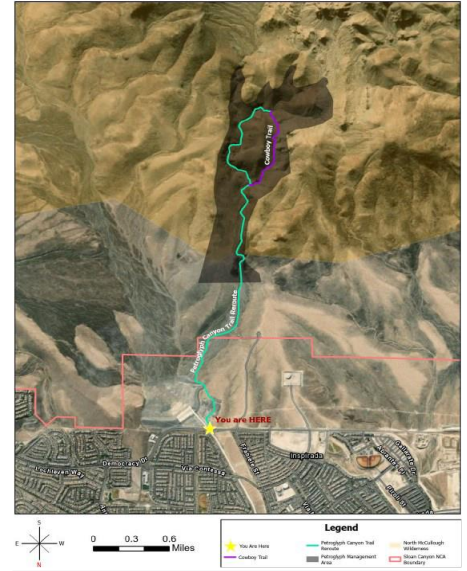 Cowboy Trail
Petroglyph Canyon Trail Reroute
You are HERE
Democracy Dr
Via Contessa
Inspirada
S
E
W
N
0 0.3 0.6
Miles
Legend
You Are Here
Petroglyph Canyon Trail
Reroute
North McCullough
Wilderness
Cowboy Trail
Petroglyph Management
Area
Sloan Canyon NCA
Boundary